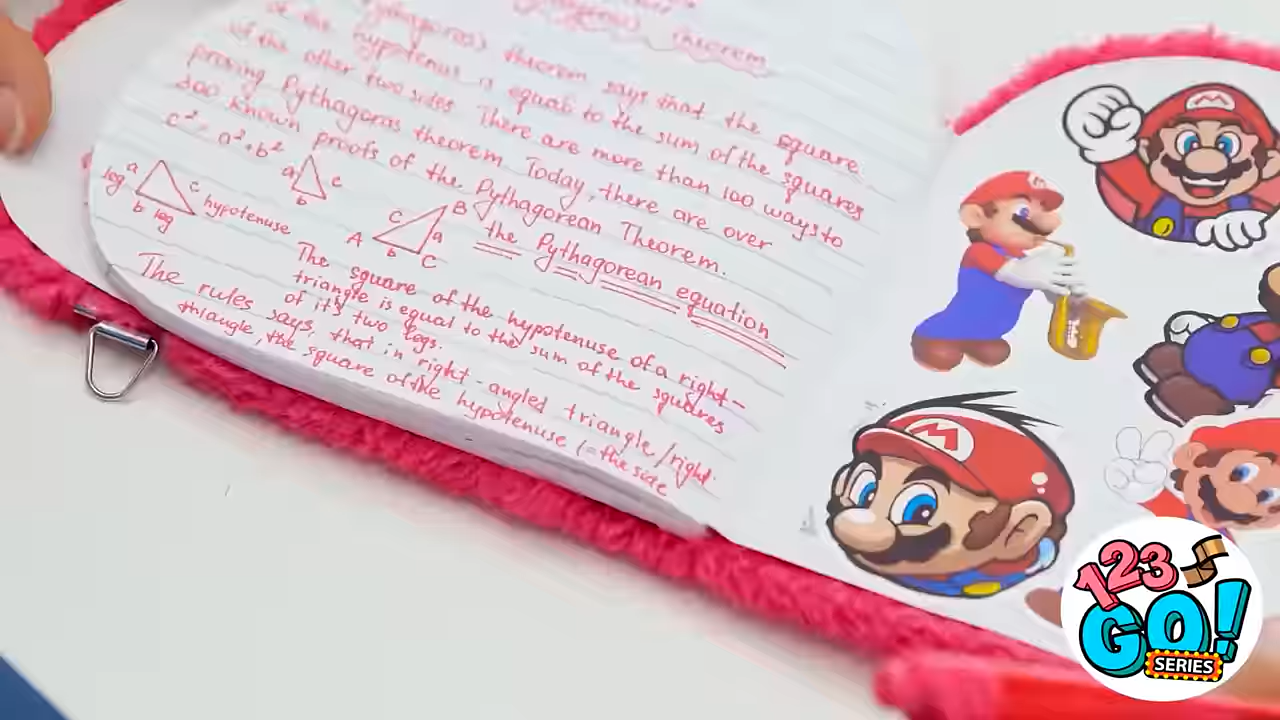 Theorem
Pythagoras theorem says that the square
of the hypotenus is equal to the sum of the squares
of the other two sides. There are more than 100 ways to
proving Pythagoras theorem. Today, there are over
300 known proofs of the Pythagorean Theorem.
c² = a² + b²
the Pythagorean equation
a
leg
c
b leg
hypotenuse
a
c
b
A
B
C
c
a
b
The square of the hypotenuse of a right-
triangle is equal to the sum of the squares
of it's two legs.
The rules says, that in right-angled triangle/right-
triangle, the square of the hypotenuse (=the side
M
M
M
123
GO!
SERIES